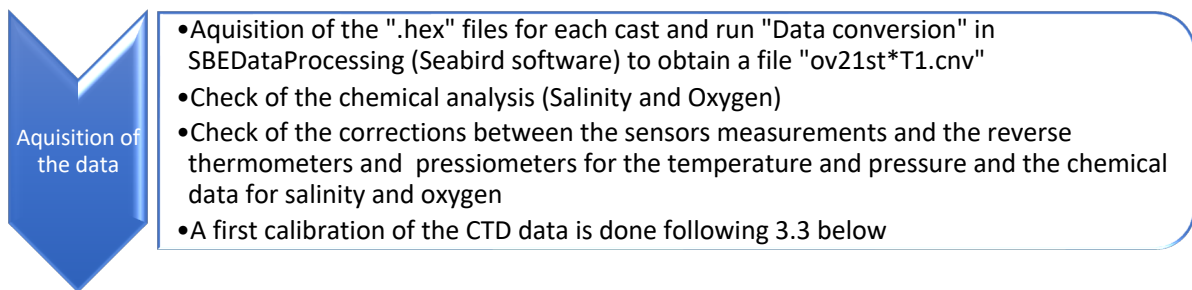 Aquisition of
the data
•Aquisition of the ".hex" files for each cast and run "Data conversion" in
SBEDataProcessing (Seabird software) to obtain a file "ov21st*T1.cnv"
•Check of the chemical analysis (Salinity and Oxygen)
•Check of the corrections between the sensors measurements and the reverse
thermometers and pressiometers for the temperature and pressure and the chemical
data for salinity and oxygen
•A first calibration of the CTD data is done following 3.3 below